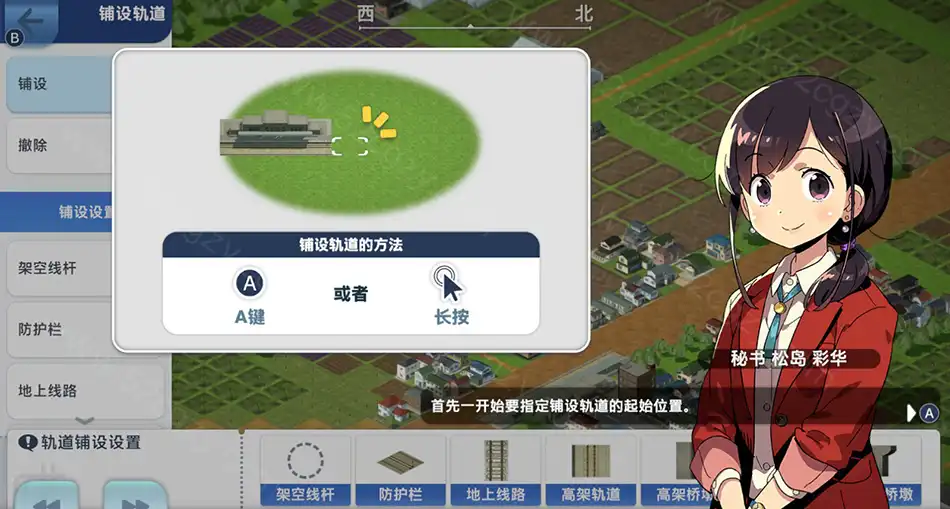 铺设轨道
B
西
北
铺设
撤除
铺设设置
架空线杆
防护栏
地上线路
铺设轨道的方法
A
或者
A键
长按
秘书 松岛 彩华
首先一开始要指定铺设轨道的起始位置。
A
轨道铺设设置
架空线杆
防护栏
地上线路
高架轨道
高架桥墩
桥墩